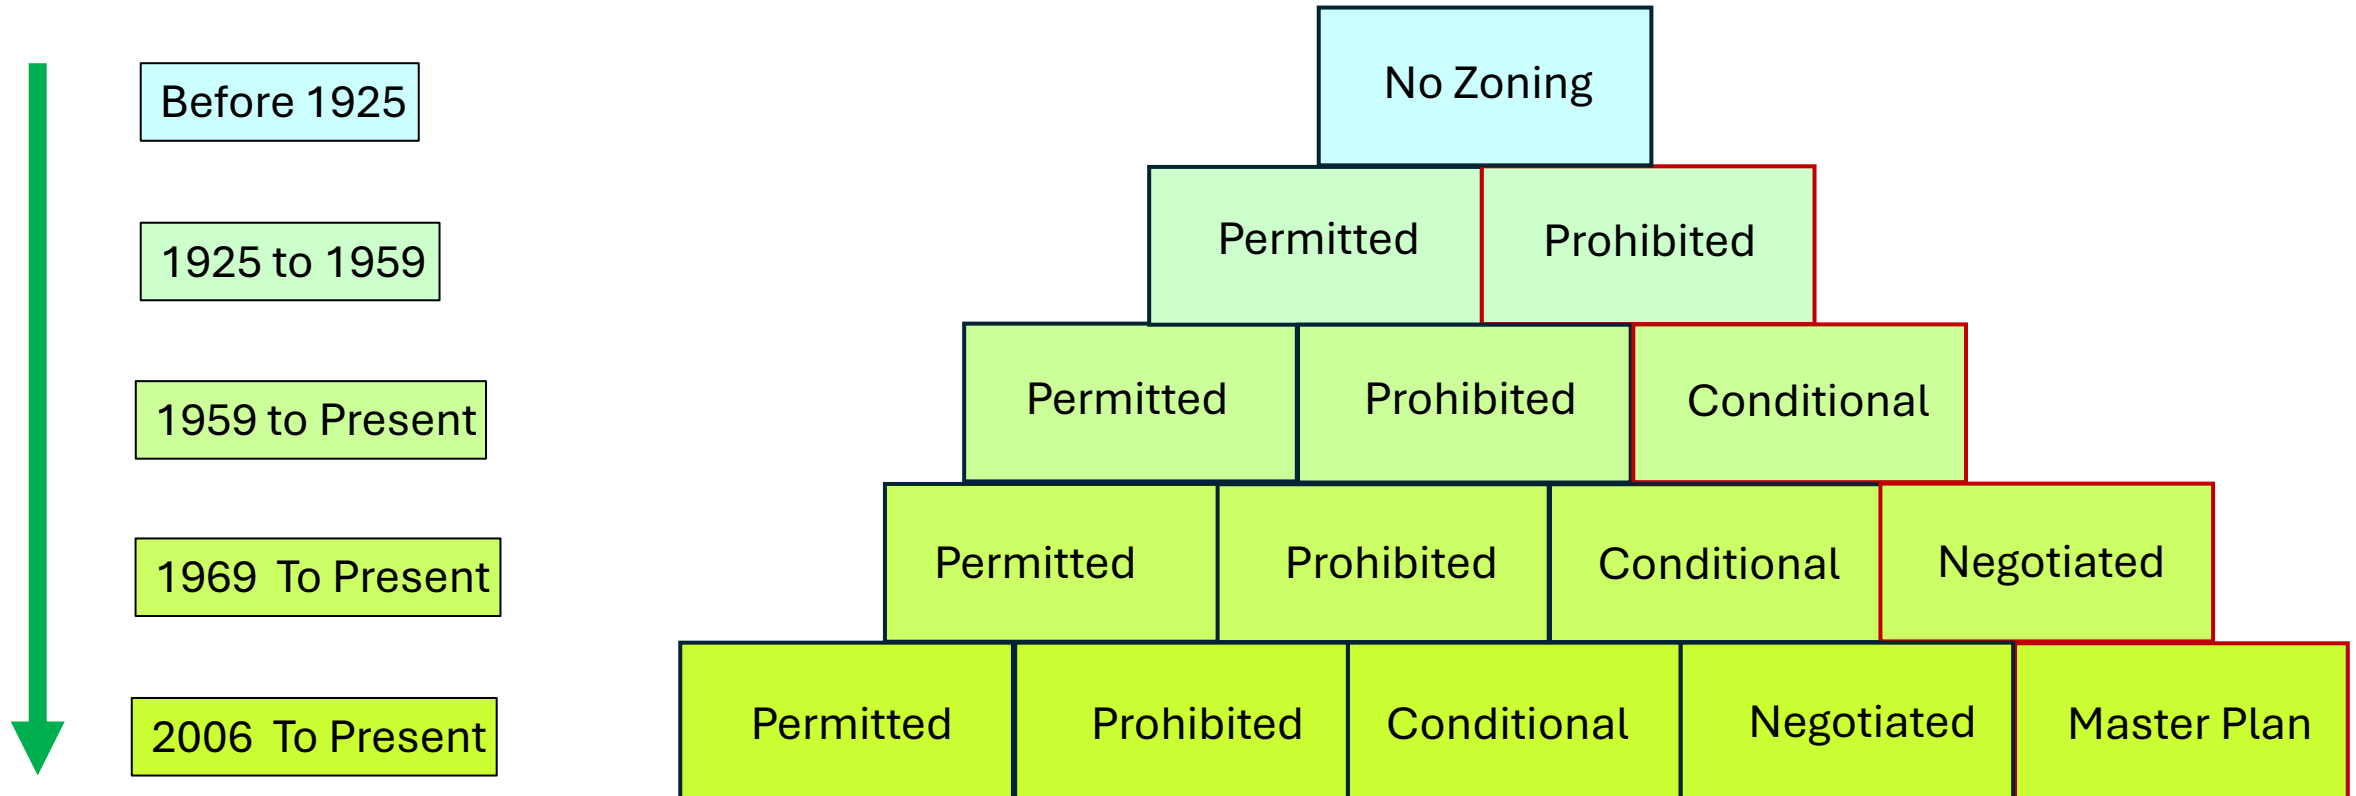 Before 1925
No Zoning
1925 to 1959
Permitted
Prohibited
1959 to Present
Permitted
Prohibited
Conditional
1969  To Present
Permitted
Prohibited
Conditional
Negotiated
2006  To Present
Permitted
Prohibited
Conditional
Negotiated
Master Plan